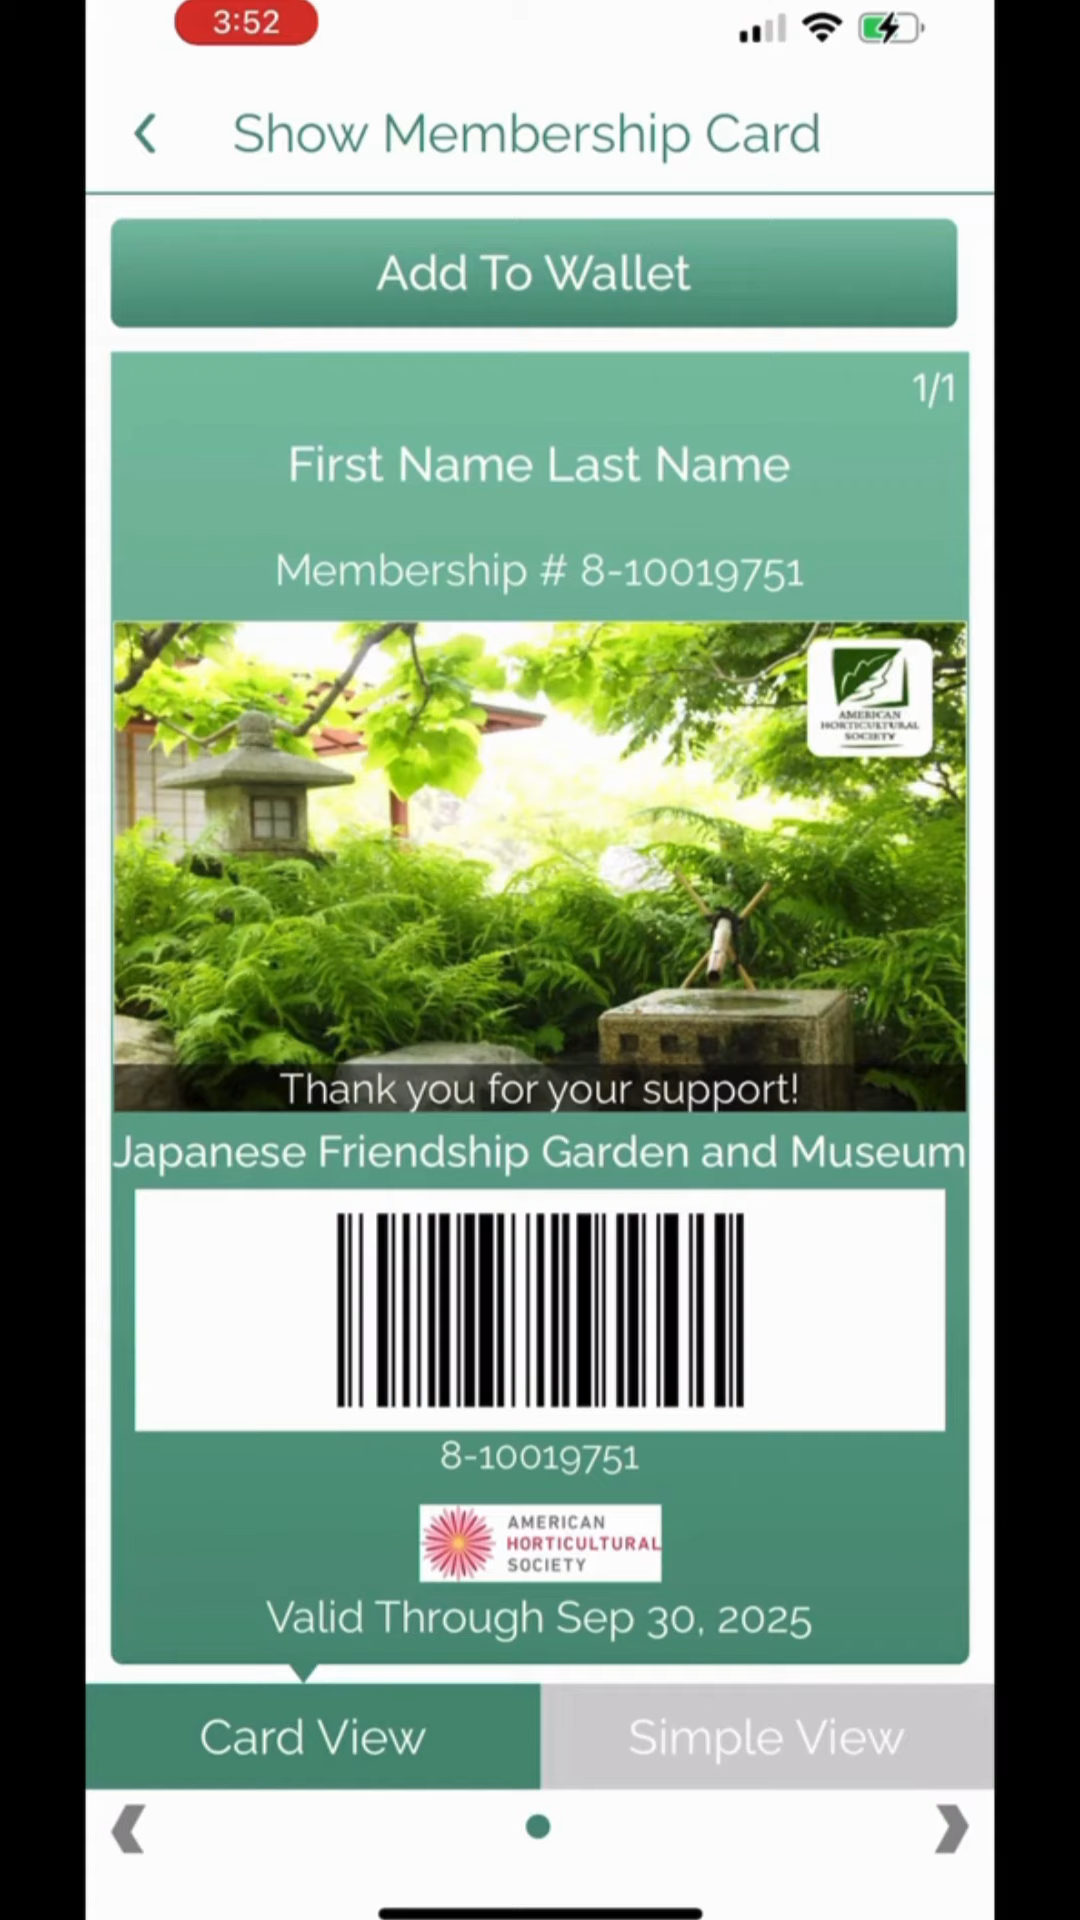 3:52
Show Membership Card
Add To Wallet
1/1
First Name Last Name
Membership # 8-10019751
AMERICAN
HORTICULTURAL
SOCIETY
Thank you for your support!
Japanese Friendship Garden and Museum
8-10019751
AMERICAN
HORTICULTURAL
SOCIETY
Valid Through Sep 30, 2025
Card View
Simple View